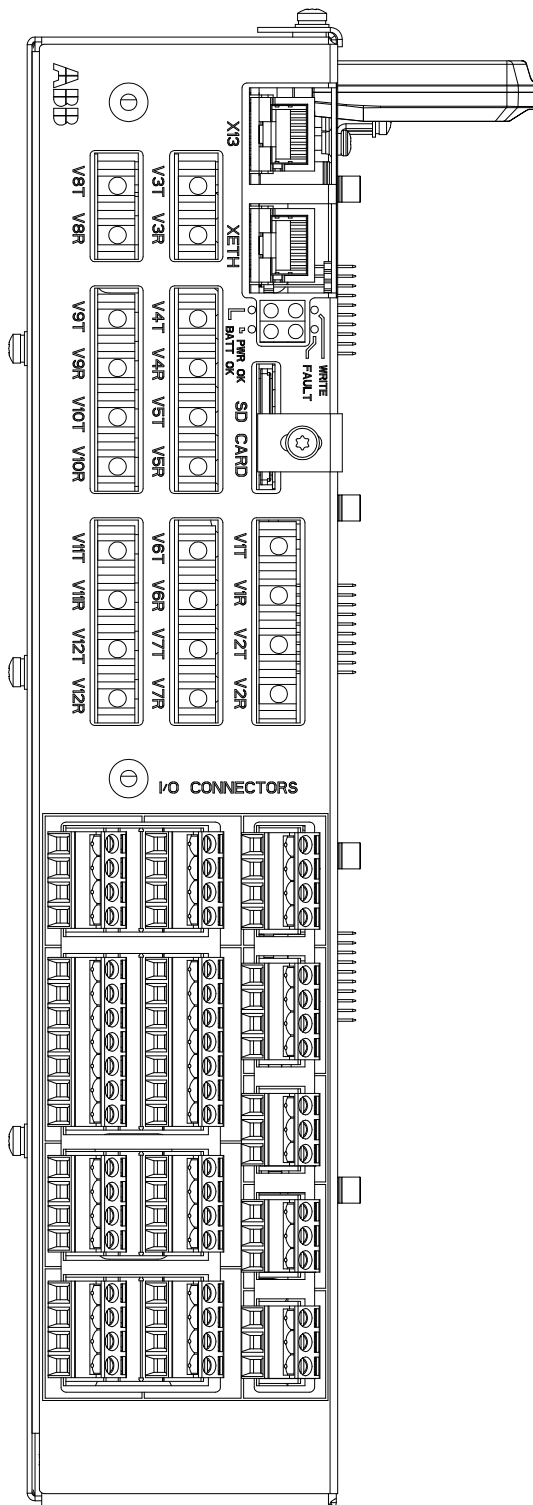 ABB
X13
V3T V3R
V8T V8R
XETH
WRITE
FAULT
PWR OK
BATT OK
SD CARD
V4T V4R V5T V5R
V9T V9R V10T V10R
V1T V1R V2T V2R
V6T V6R V7T V7R
V11T V11R V12T V12R
I/O CONNECTORS